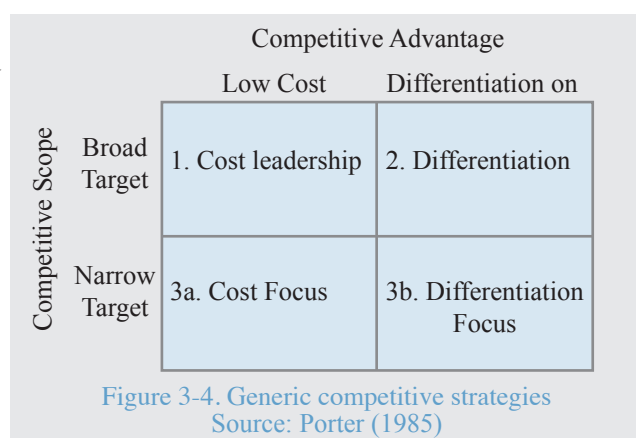 Competitive Advantage
Low Cost Differentiation on
Competitive Scope
Broad
Target
1. Cost leadership
2. Differentiation
Narrow
Target
3a. Cost Focus
3b. Differentiation
Focus
Figure 3-4. Generic competitive strategies
Source: Porter (1985)